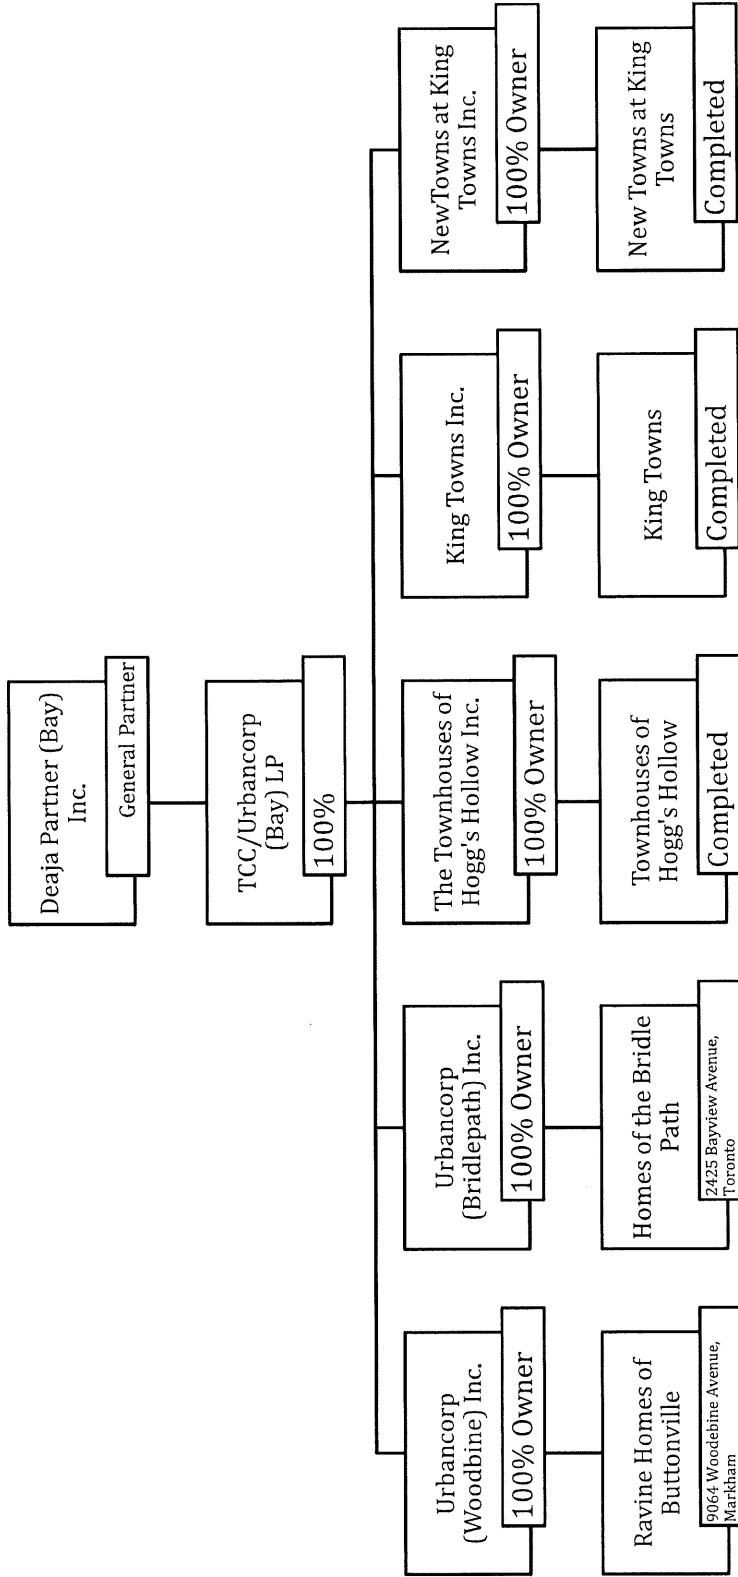 Deaja Partner (Bay)
Inc.
General Partner
TCC/Urbancorp
(Bay) LP
100%
Urbancorp
(Woodbine) Inc.
100% Owner
Urbancorp
(Bridlepath) Inc.
100% Owner
The Townhouses of
Hogg's Hollow Inc.
100% Owner
King Towns Inc.
100% Owner
NewTowns at King
Towns Inc.
100% Owner
Ravine Homes of
Buttonville
9064 Woodebine Avenue,
Markham
Homes of the Bridle
Path
2425 Bayview Avenue,
Toronto
Townhouses of
Hogg's Hollow
Completed
King Towns
Completed
New Towns at King
Towns
Completed